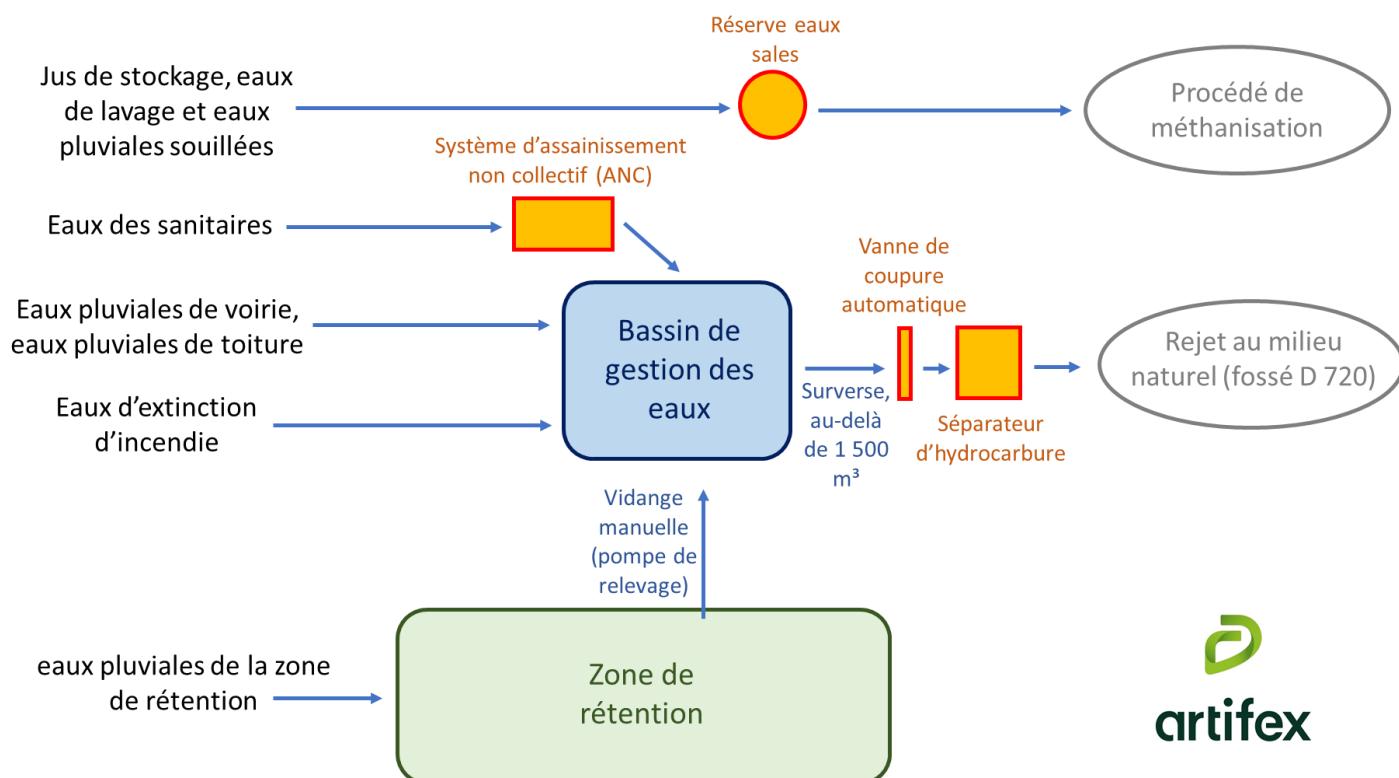 Réserve eaux
sales
Jus de stockage, eaux
de lavage et eaux
pluviales souillées
Procédé de
méthanisation
Système d'assainissement
non collectif (ANC)
Eaux des sanitaires
Vanne de
coupure
automatique
Eaux pluviales de voirie,
eaux pluviales de toiture
Bassin de
gestion des
eaux
Rejet au milieu
naturel (fossé D 720)
Eaux d'extinction
d'incendie
Surverse,
au-delà
de 1 500
m³
Séparateur
d'hydrocarbure
Vidange
manuelle
(pompe de
relevage)
eaux pluviales de la zone
de rétention
Zone de
rétention
artifex